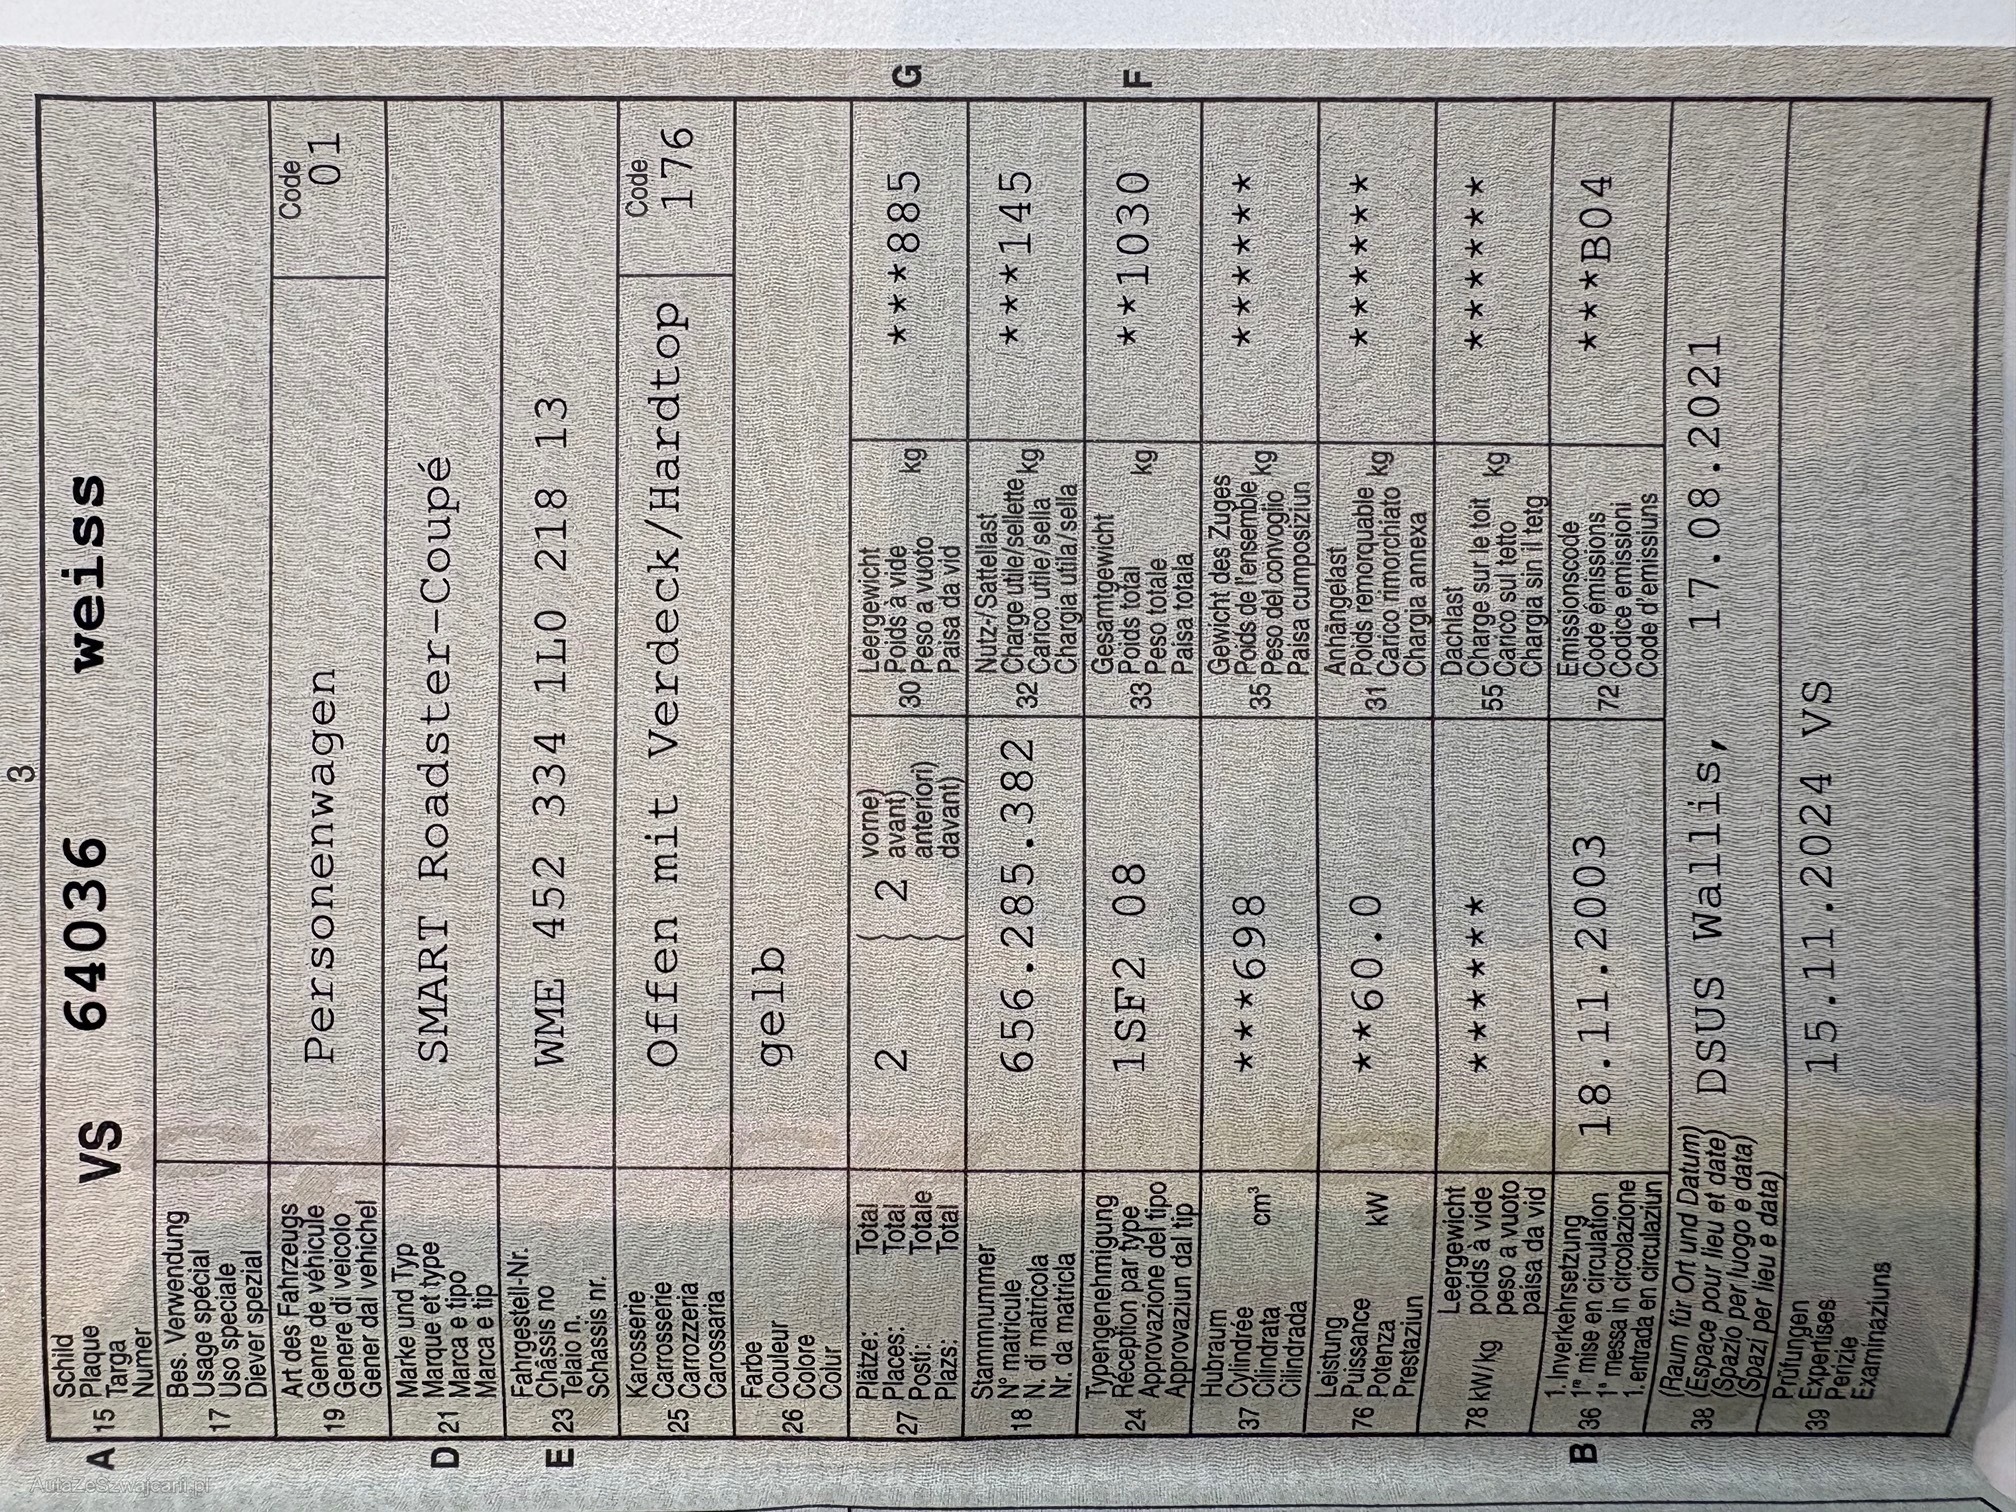 3
A 15 Schild
Plaque
Targa
Numer
VS 64036 weiss
17 Bes. Verwendung
Usage spécial
Uso speciale
Diever spezial
19 Art des Fahrzeugs
Genre de véhicule
Genere di veicolo
Gener dal vehichel
Personenwagen
Code
01
D 21 Marke und Typ
Marque et type
Marca e tipo
Marca e tip
SMART Roadster-Coupé
E 23 Fahrgestell-Nr.
Châssis no
Telaio n.
Schassis nr.
WME 452 334 1L0 218 13
25 Karosserie
Carrosserie
Carrozzeria
Carossaria
Offen mit Verdeck/Hardtop
Code
176
26 Farbe
Couleur
Colore
Colur
gelb
27 Plätze: Total
Places: Total
Posti: Totale
Plazs: Total
2 2
vorne)
avant)
anteriori)
davant)
30 Leergewicht
Poids à vide
Peso a vuoto
Paisa da vid
kg
***885
G
18 Stammnummer
N° matricule
N. di matricola
Nr. da matricla
656.285.382
32 Nutz-/Sattellast
Charge utile/sellette
Carico utile/sella
Chargia utila/sella
kg
***145
24 Typengenehmigung
Réception par type
Approvazione del tipo
Approvaziun dal tip
1SF2 08
33 Gesamtgewicht
Poids total
Peso totale
Paisa totala
kg
**1030
F
37 Hubraum
Cylindrée
Cilindrata
Cilindrada
cm³
***698
35 Gewicht des Zuges
Poids de l'ensemble
Peso del convoglio
Paisa cumposiziun
kg
******
76 Leistung
Puissance
Potenza
Prestaziun
kW
**60.0
31 Anhängelast
Poids remorquable
Carico rimorchiato
Chargia annexa
kg
******
78 kW/kg
Leergewicht
poids à vide
peso a vuoto
paisa da vid
******
55 Dachlast
Charge sur le toit
Carico sul tetto
Chargia sin il tetg
kg
******
B 36 1. Inverkehrsetzung
1re mise en circulation
1a messa in circolazione
1. entrada en circulaziun
18.11.2003
72 Emissionscode
Code émissions
Codice emissioni
Code d'emissiuns
***B04
38 (Raum für Ort und Datum)
(Espace pour lieu et date)
(Spazio per luogo e data)
(Spazi per lieu e data)
DSUS Wallis, 17.08.2021
39 Prüfungen
Expertises
Perizie
Examinaziuns
15.11.2024 VS
AutaZeSzwajcarii.pl